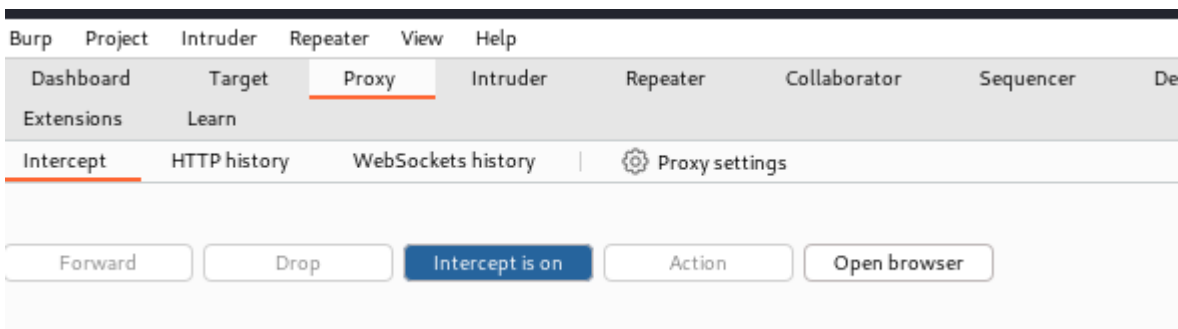 Burp Project Intruder Repeater View Help
Dashboard Target Proxy Intruder Repeater Collaborator Sequencer De
Extensions Learn
Intercept HTTP history WebSockets history Proxy settings
Forward Drop Intercept is on Action Open browser